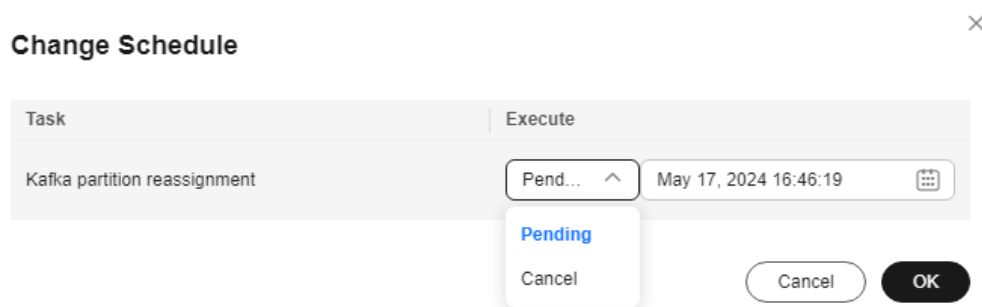 Change Schedule
Task Execute
Kafka partition reassignment Pend... May 17, 2024 16:46:19
Pending
Cancel
Cancel OK